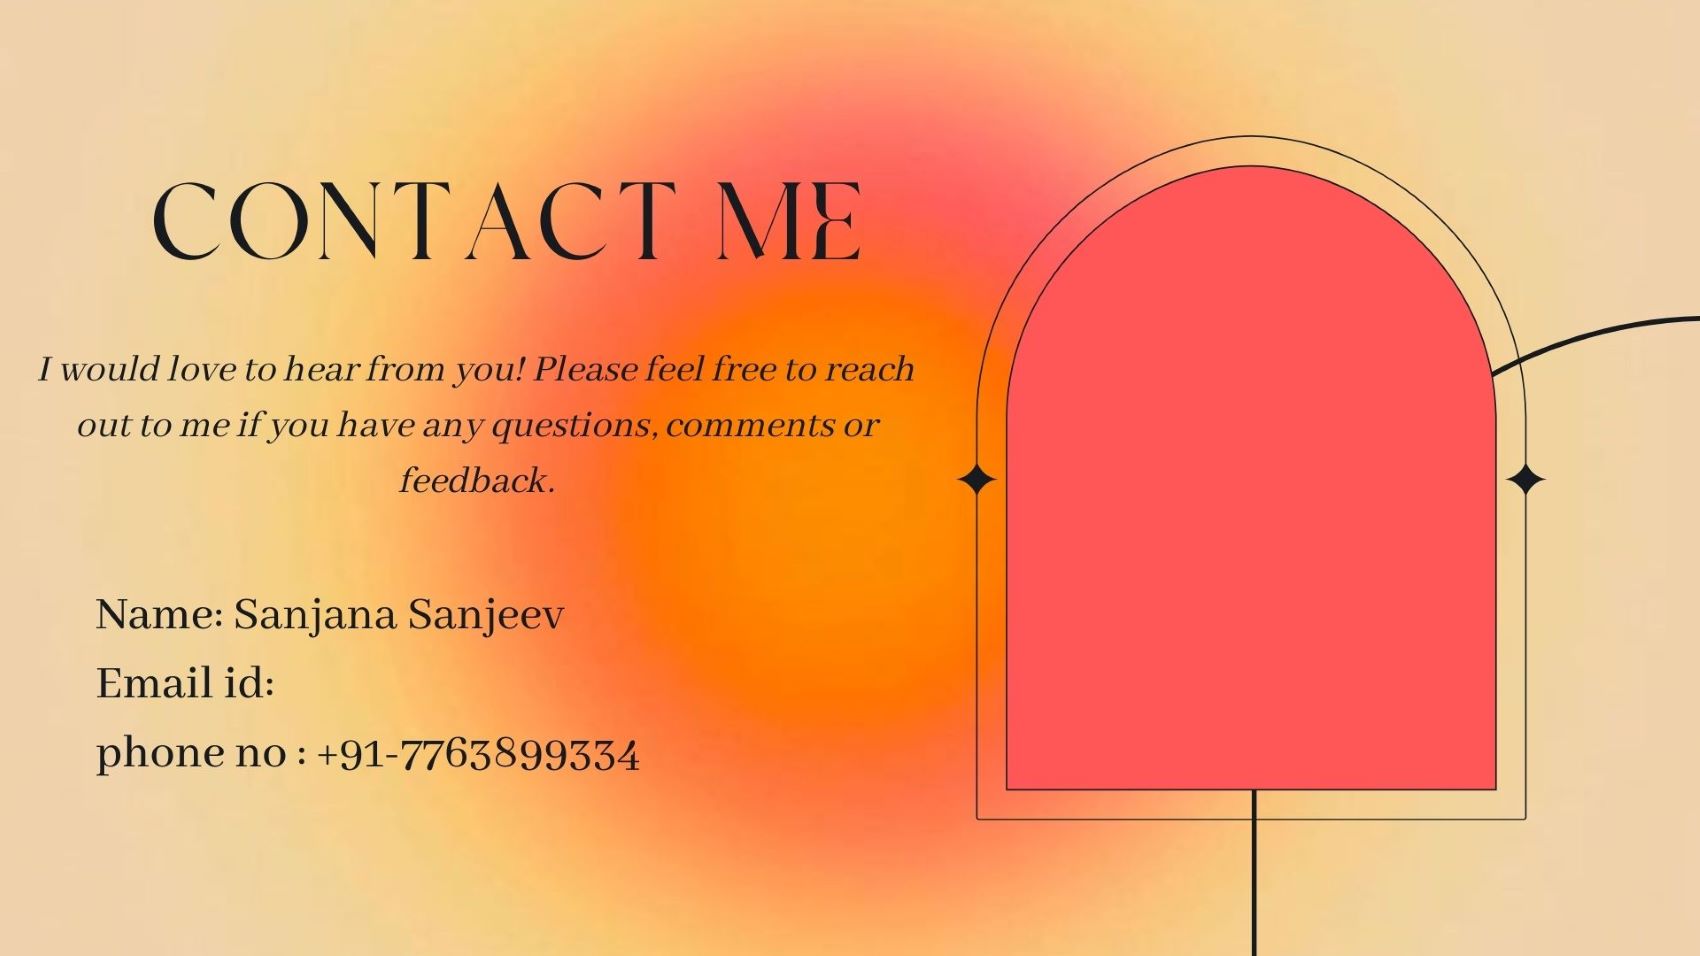 CONTACT ME
I would love to hear from you! Please feel free to reach
out to me if you have any questions, comments or
feedback.
Name: Sanjana Sanjeev
Email id:
phone no : +91-7763899334